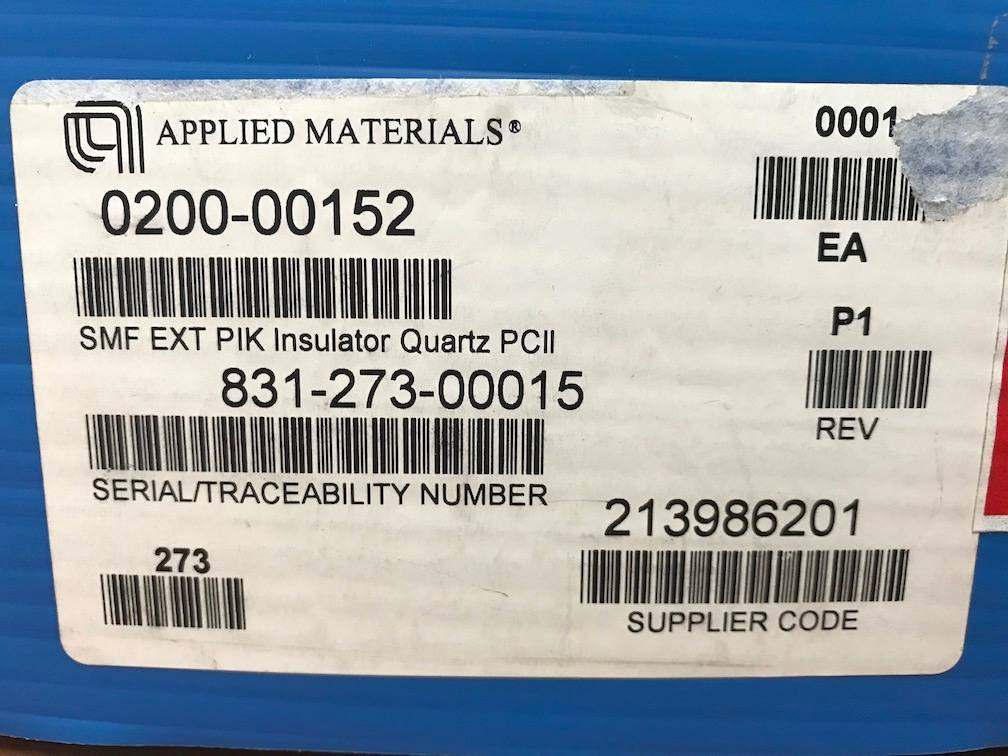 APPLIED MATERIALS®
0001
0200-00152
EA
SMF EXT PIK Insulator Quartz PCII
P1
831-273-00015
REV
SERIAL/TRACEABILITY NUMBER
213986201
273
SUPPLIER CODE